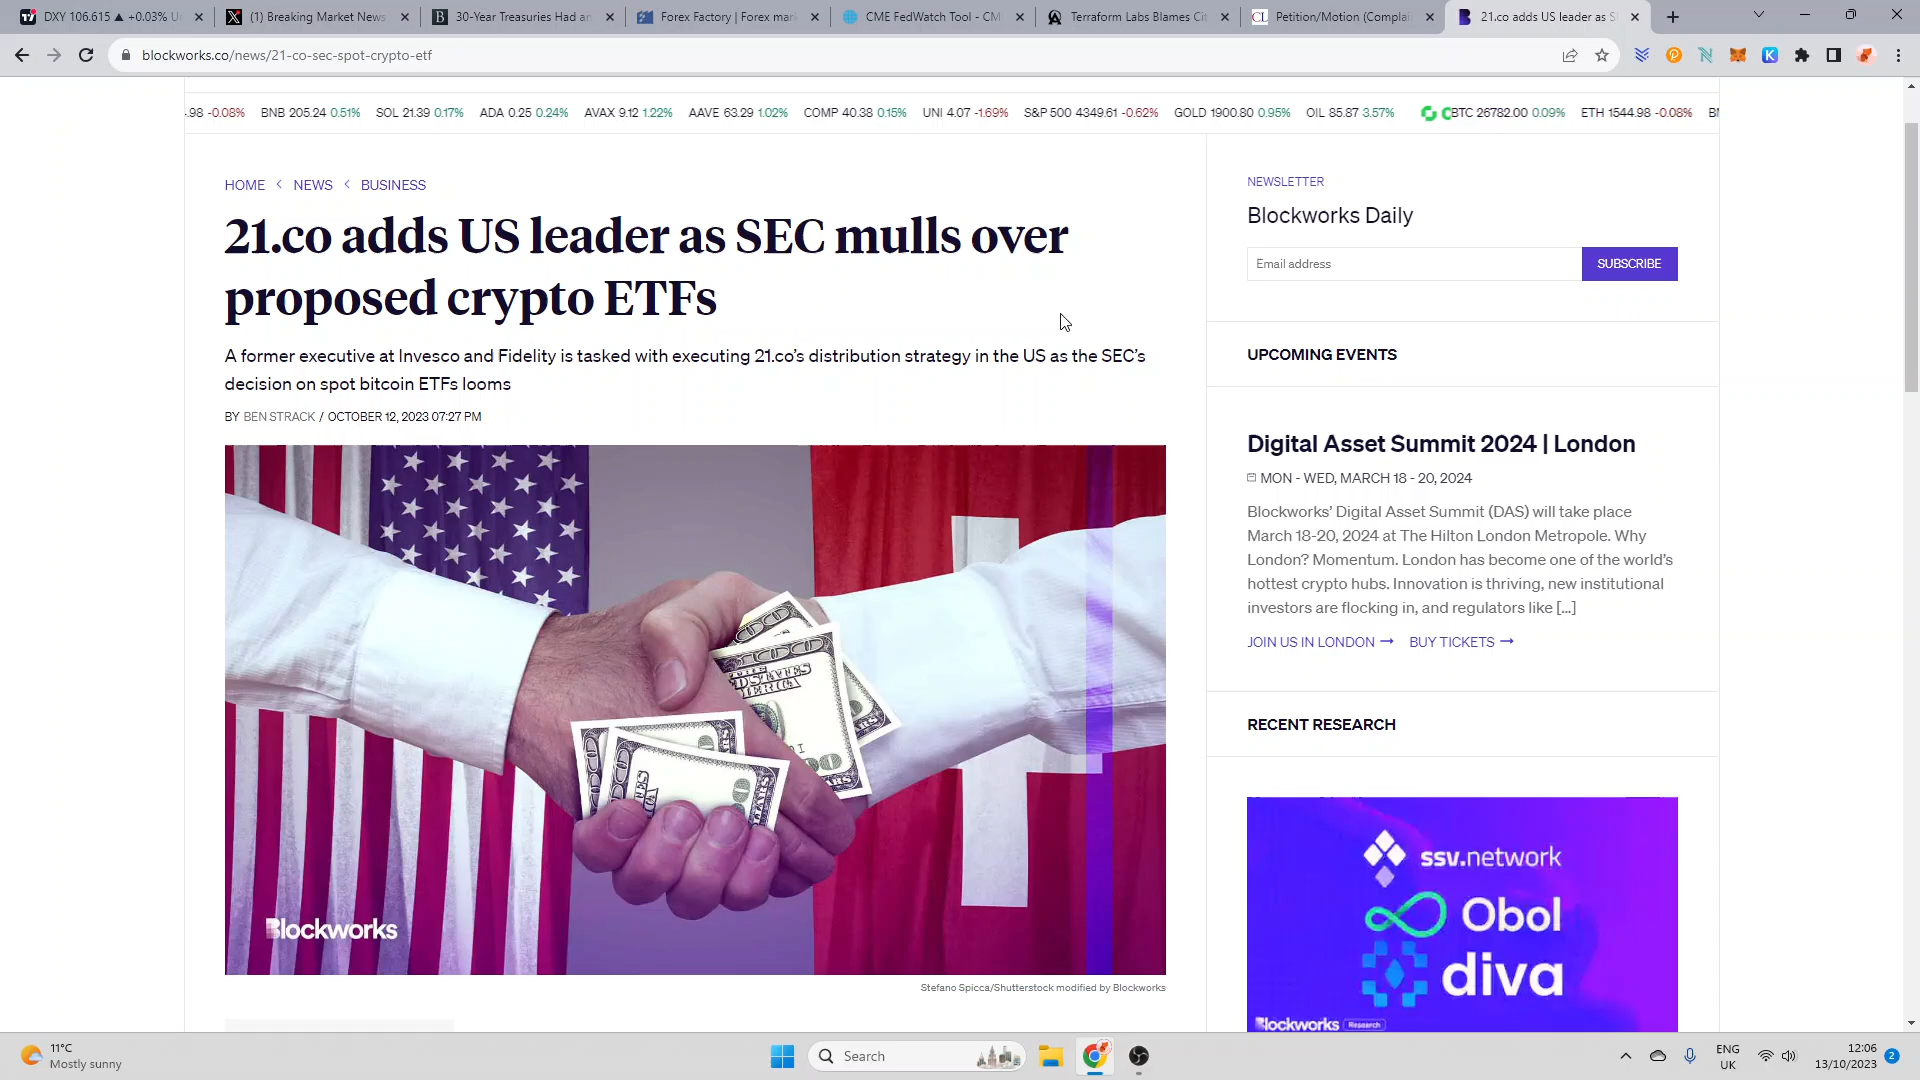 DXY 106.615 ▲ +0.03%
(1) Breaking Market News
30-Year Treasuries Had an
Forex Factory | Forex mar
CME FedWatch Tool - CM
Terraform Labs Blames Ci
Petition/Motion (Complai
21.co adds US leader as S
blockworks.co/news/21-co-sec-spot-crypto-etf
.98 -0.08% BNB 205.24 0.51% SOL 21.39 0.17% ADA 0.25 0.24% AVAX 9.12 1.22% AAVE 63.29 1.02% COMP 40.38 0.15% UNI 4.07 -1.69% S&P 500 4349.61 -0.62% GOLD 1900.80 0.95% OIL 85.87 3.57% BTC 26782.00 0.09% ETH 1544.98 -0.08%
HOME < NEWS < BUSINESS
21.co adds US leader as SEC mulls over
proposed crypto ETFs
A former executive at Invesco and Fidelity is tasked with executing 21.co’s distribution strategy in the US as the SEC’s
decision on spot bitcoin ETFs looms
BY BEN STRACK / OCTOBER 12, 2023 07:27 PM
Blockworks
Stefano Spicca/Shutterstock modified by Blockworks
NEWSLETTER
Blockworks Daily
Email address
SUBSCRIBE
UPCOMING EVENTS
Digital Asset Summit 2024 | London
MON - WED, MARCH 18 - 20, 2024
Blockworks’ Digital Asset Summit (DAS) will take place
March 18-20, 2024 at The Hilton London Metropole. Why
London? Momentum. London has become one of the world’s
hottest crypto hubs. Innovation is thriving, new institutional
investors are flocking in, and regulators like [...]
JOIN US IN LONDON → BUY TICKETS →
RECENT RESEARCH
ssv.network
Obol
diva
Blockworks Research
11°C
Mostly sunny
Search
ENG
UK
12:06
13/10/2023
2